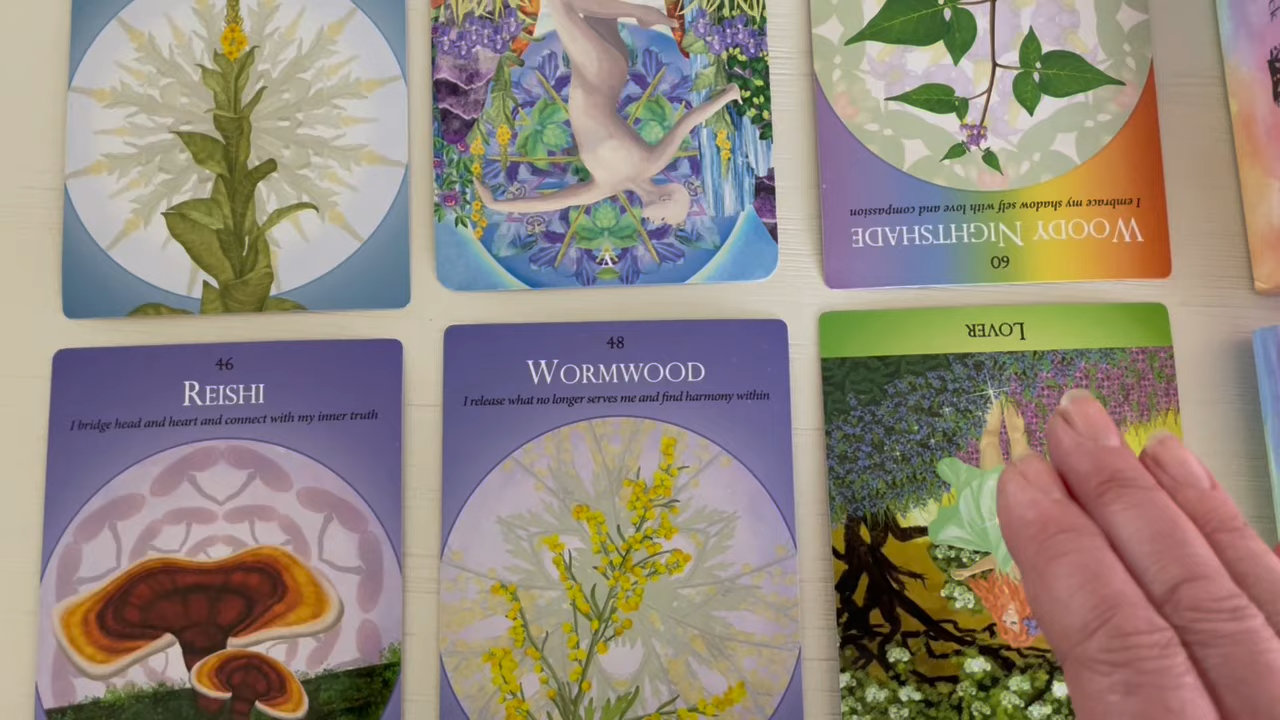 I embrace my shadow self with love and compassion
WOODY NIGHTSHADE
60
46
REISHI
I bridge head and heart and connect with my inner truth
48
WORMWOOD
I release what no longer serves me and find harmony within
LOVER